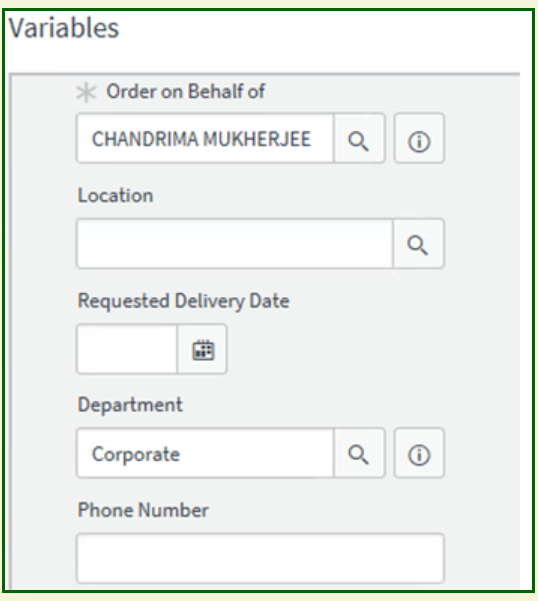 Variables
Order on Behalf of
CHANDRIMA MUKHERJEE
Location
Requested Delivery Date
Department
Corporate
Phone Number